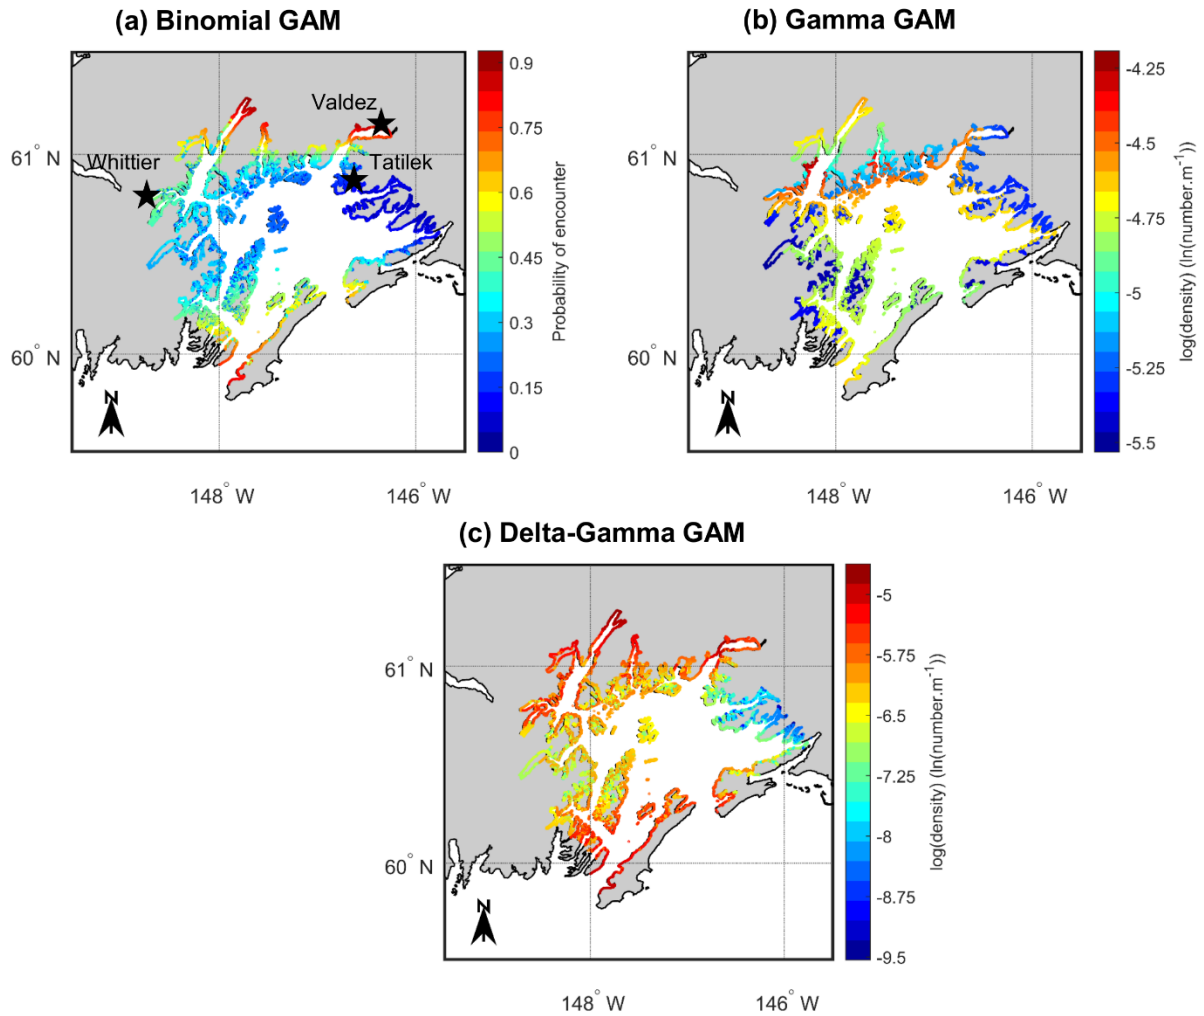 (a) Binomial GAM
(b) Gamma GAM
Valdez
Whittier
Tatilek
61° N
60° N
148° W
146° W
N
0.9
0.75
0.6
0.45
0.3
0.15
0
Probability of encounter
61° N
60° N
148° W
146° W
N
-4.25
-4.5
-4.75
-5
-5.25
-5.5
log(density) (ln(number.m⁻¹))
(c) Delta-Gamma GAM
61° N
60° N
148° W
146° W
N
-5
-5.75
-6.5
-7.25
-8
-8.75
-9.5
log(density) (ln(number.m⁻¹))